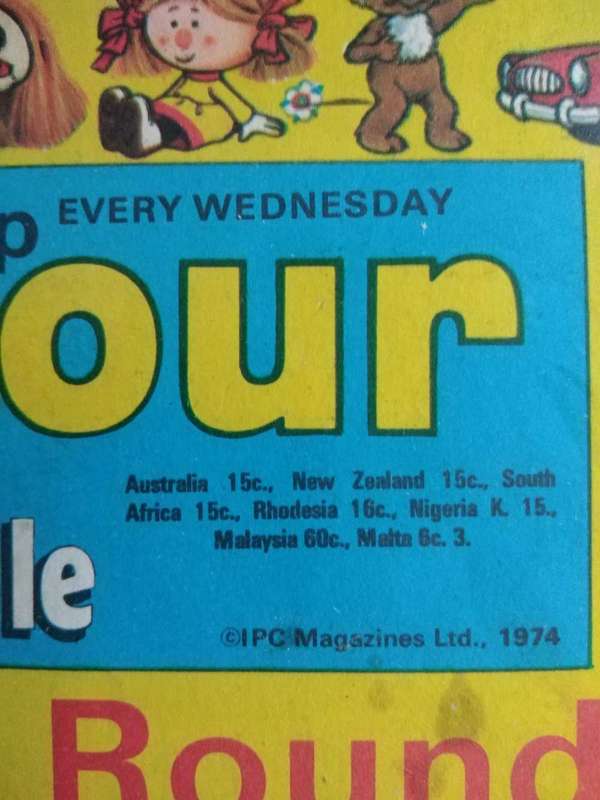 p EVERY WEDNESDAY
our
Australia 15c., New Zealand 15c., South
Africa 15c., Rhodesia 16c., Nigeria K. 15.,
Malaysia 60c., Malta 6c. 3.
le
©IPC Magazines Ltd., 1974
Round